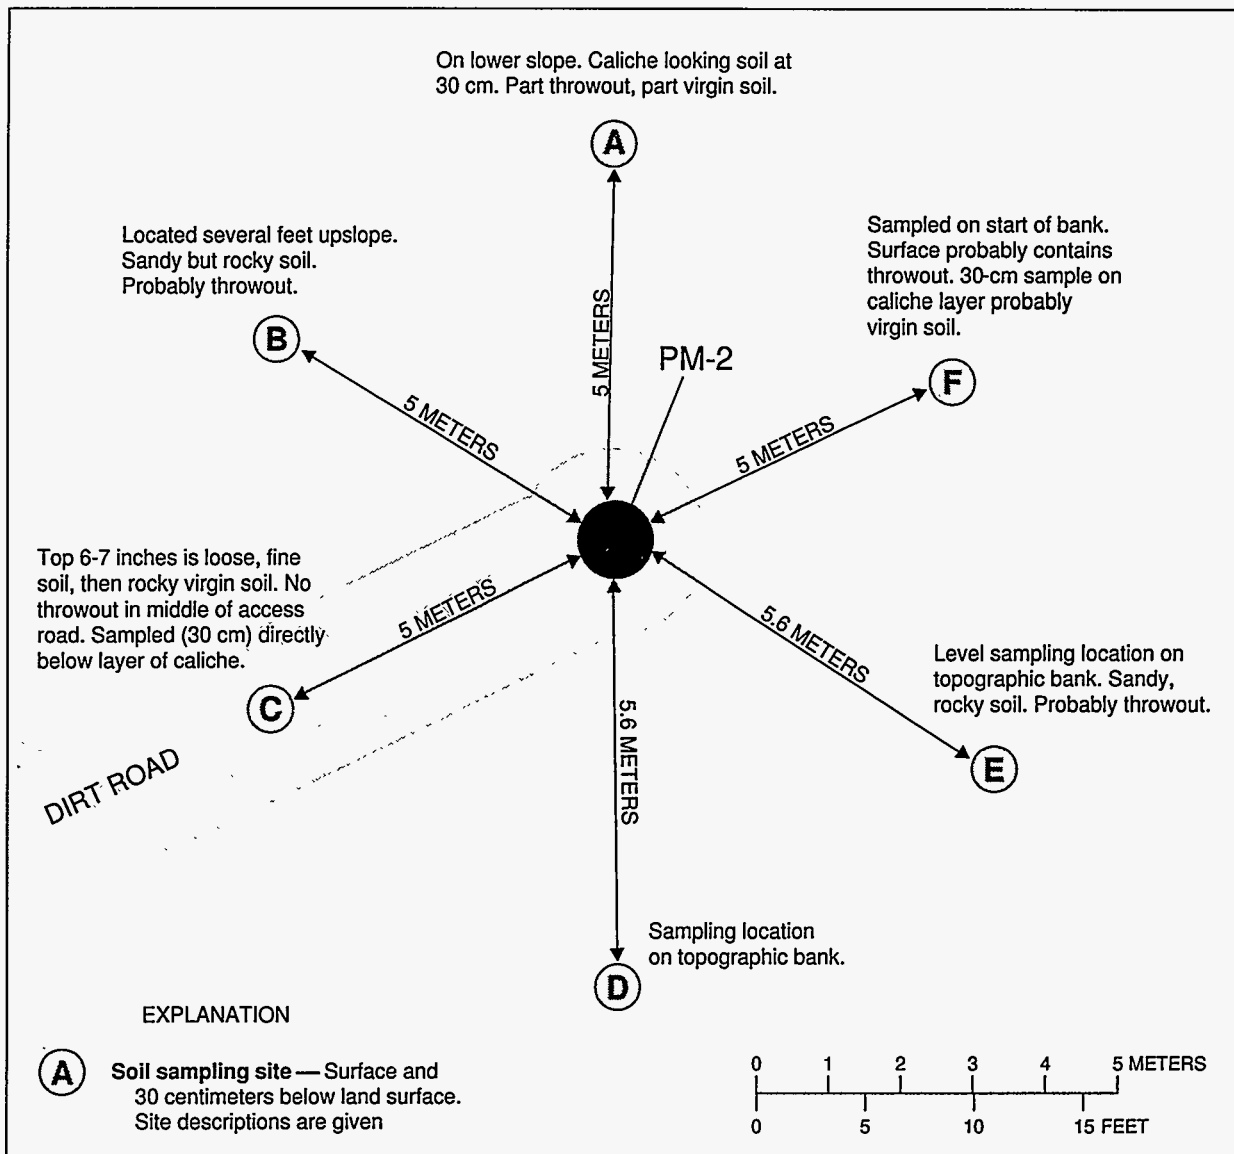 On lower slope. Caliche looking soil at
30 cm. Part throwout, part virgin soil.
A
Located several feet upslope.
Sandy but rocky soil.
Probably throwout.
B
Sampled on start of bank.
Surface probably contains
throwout. 30-cm sample on
caliche layer probably
virgin soil.
F
PM-2
5 METERS
5 METERS
5 METERS
Top 6-7 inches is loose, fine
soil, then rocky virgin soil. No
throwout in middle of access
road. Sampled (30 cm) directly
below layer of caliche.
C
5 METERS
5.6 METERS
5.6 METERS
Level sampling location on
topographic bank. Sandy,
rocky soil. Probably throwout.
E
DIRT ROAD
Sampling location
on topographic bank.
D
EXPLANATION
A
Soil sampling site — Surface and
30 centimeters below land surface.
Site descriptions are given
0 1 2 3 4 5 METERS
0 5 10 15 FEET